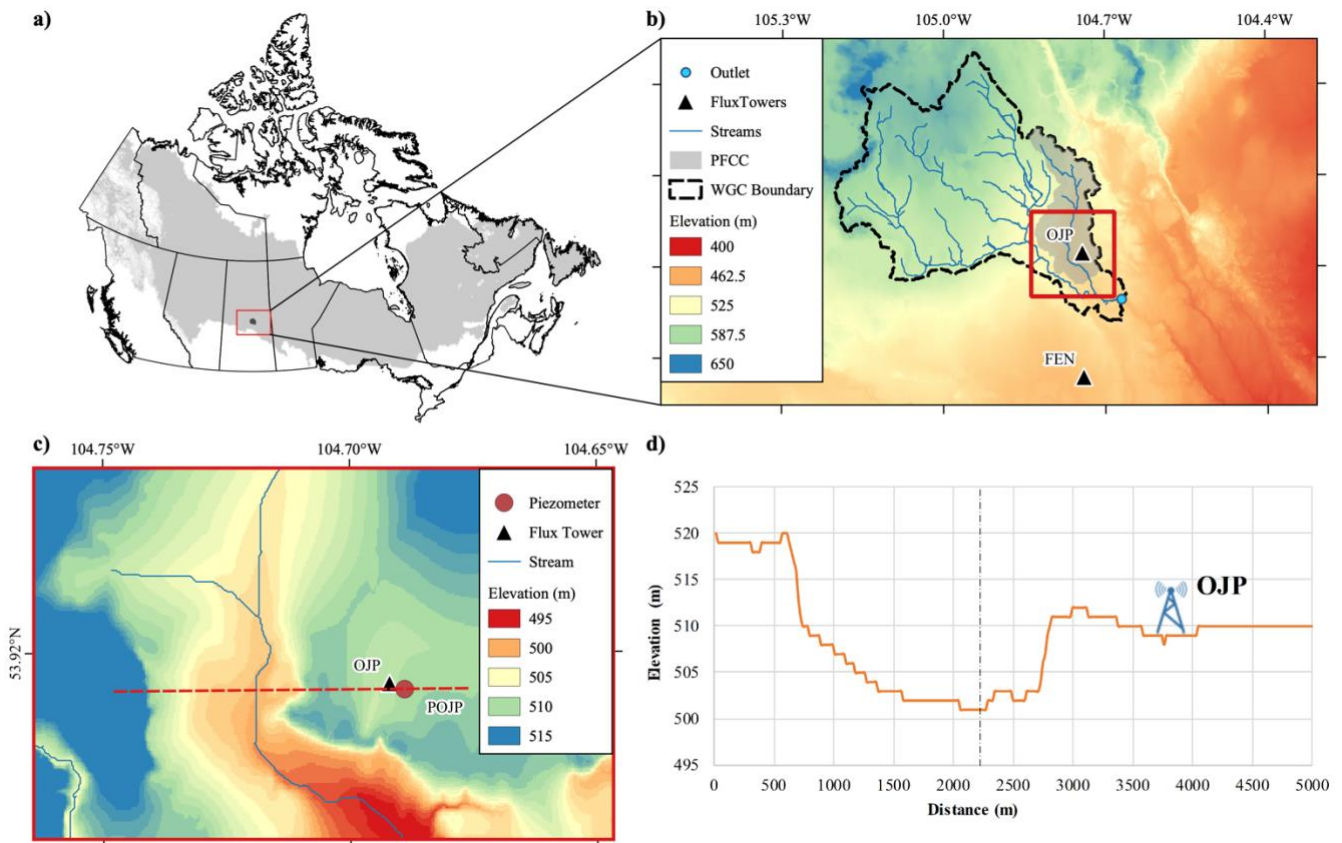 a)
b)
105.3°W
105.0°W
104.7°W
104.4°W
Outlet
FluxTowers
Streams
PFCC
WGC Boundary
Elevation (m)
400
462.5
525
587.5
650
OJP
FEN
c)
104.75°W
104.70°W
104.65°W
53.92°N
Piezometer
Flux Tower
Stream
Elevation (m)
495
500
505
510
515
OJP
POJP
d)
Elevation (m)
525
520
515
510
505
500
495
OJP
0
500
1000
1500
2000
2500
3000
3500
4000
4500
5000
Distance (m)